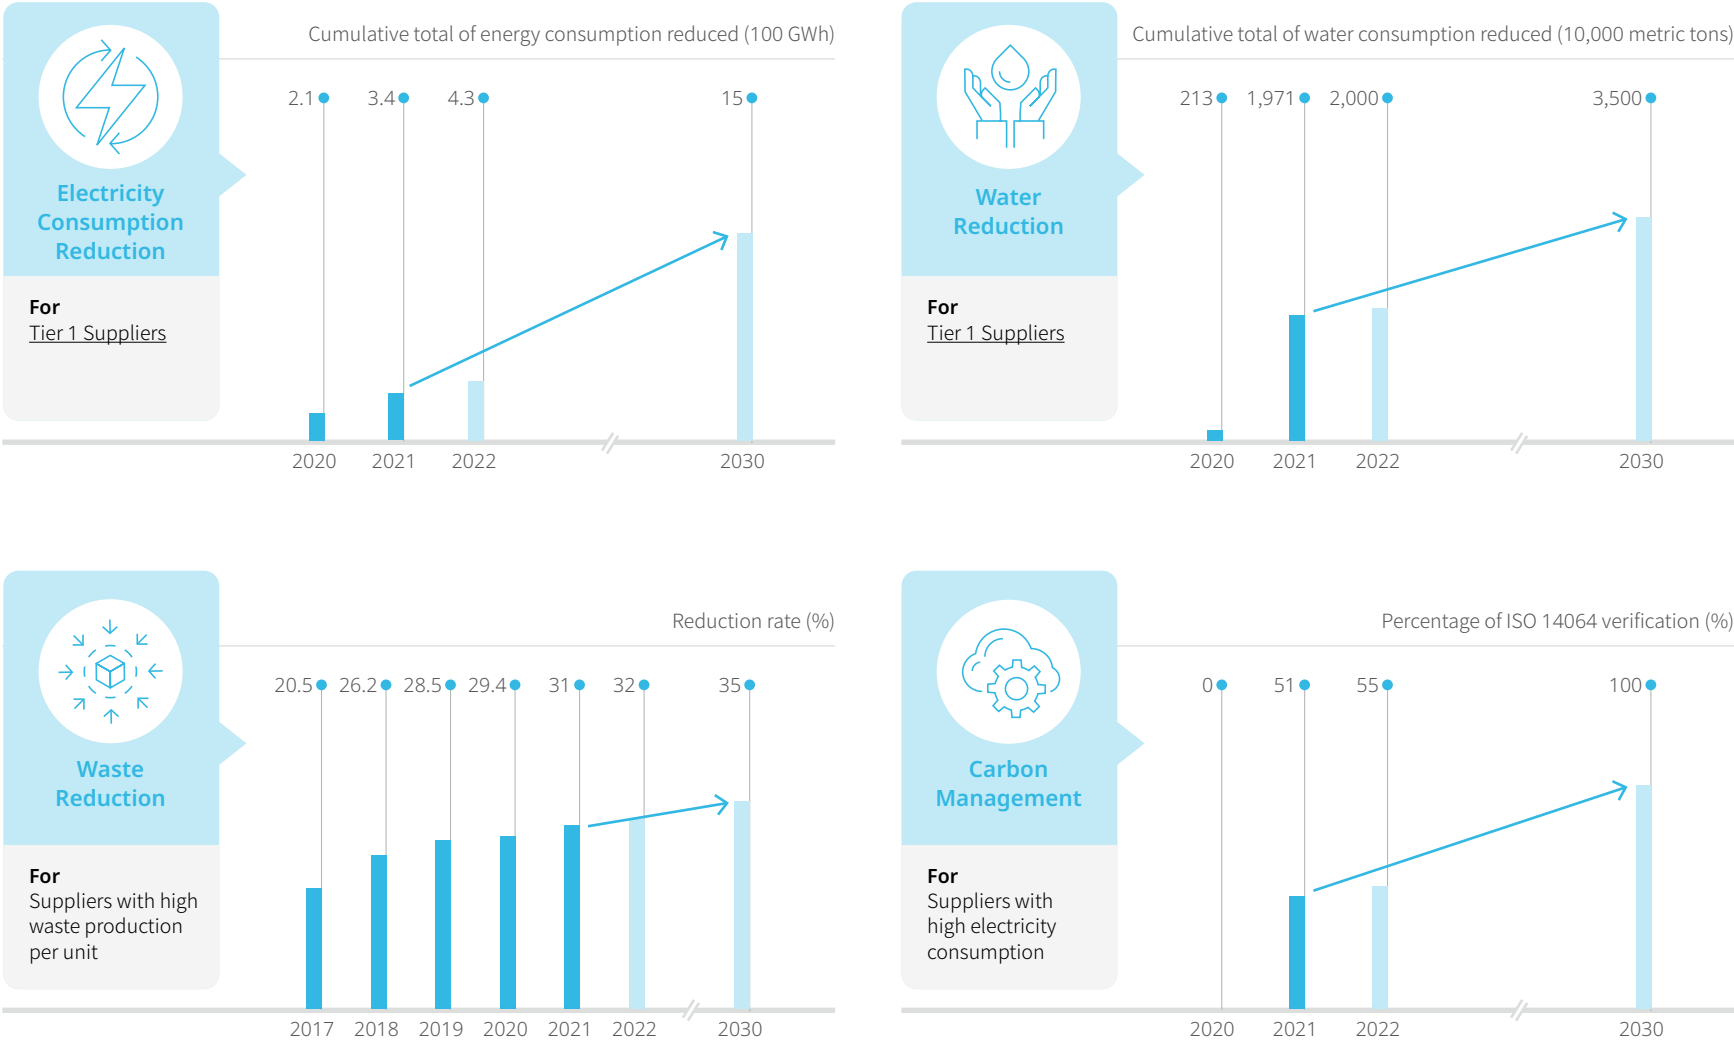 Cumulative total of energy consumption reduced (100 GWh)
2.1 3.4 4.3 15
Electricity
Consumption
Reduction
For
Tier 1 Suppliers
2020 2021 2022 2030
Cumulative total of water consumption reduced (10,000 metric tons)
213 1,971 2,000 3,500
Water
Reduction
For
Tier 1 Suppliers
2020 2021 2022 2030
Reduction rate (%)
20.5 26.2 28.5 29.4 31 32 35
Waste
Reduction
For
Suppliers with high
waste production
per unit
2017 2018 2019 2020 2021 2022 2030
Percentage of ISO 14064 verification (%)
0 51 55 100
Carbon
Management
For
Suppliers with
high electricity
consumption
2020 2021 2022 2030